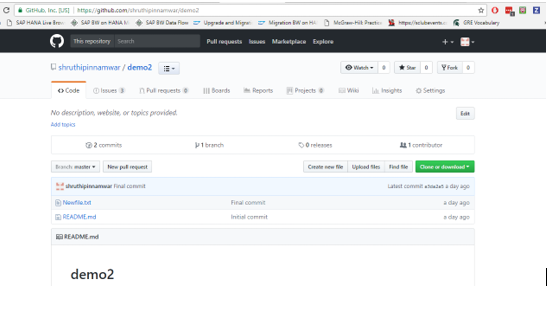 GitHub, Inc. [US] | https://github.com/shruthipinnamwar/demo2
SAP HANA Live Brow SAP BW on HANA M SAP BW Data Flow Upgrade and Migrat Migration BW on HA McGraw-Hill Practice https://eclubevents.c GRE Vocabulary
This repository Search Pull requests Issues Marketplace Explore
shruthipinnamwar / demo2 Watch 0 Star 0 Fork 0
Code Issues 0 Pull requests 0 Boards Reports Projects 0 Wiki Insights Settings
No description, website, or topics provided. Edit
Add topics
2 commits 1 branch 0 releases 1 contributor
Branch: master New pull request Create new file Upload files Find file Clone or download
shruthipinnamwar Final commit Latest commit a day ago
Newfile.txt Final commit a day ago
README.md Initial commit a day ago
README.md
demo2